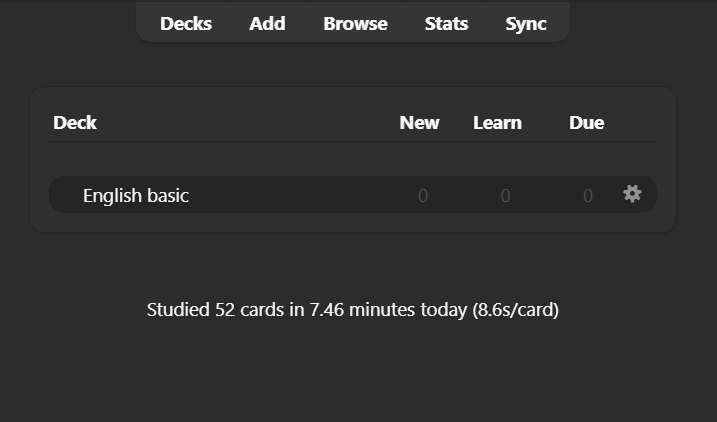 Decks Add Browse Stats Sync
Deck New Learn Due
English basic 0 0 0
Studied 52 cards in 7.46 minutes today (8.6s/card)